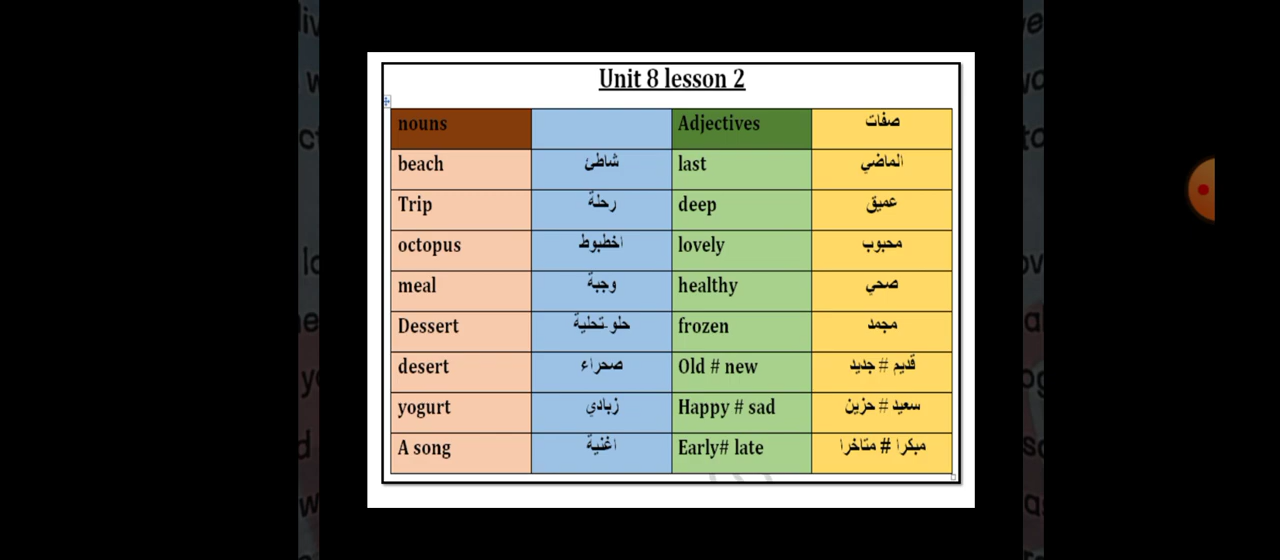 Unit 8 lesson 2
nouns Adjectives صفات
beach شاطئ last الماضي
Trip رحلة deep عميق
octopus اخطبوط lovely محبوب
meal وجبة healthy صحي
Dessert حلو-تحلية frozen مجمد
desert صحراء Old # new قديم # جديد
yogurt زبادي Happy # sad سعيد # حزين
A song اغنية Early# late مبكرا # متاخرا